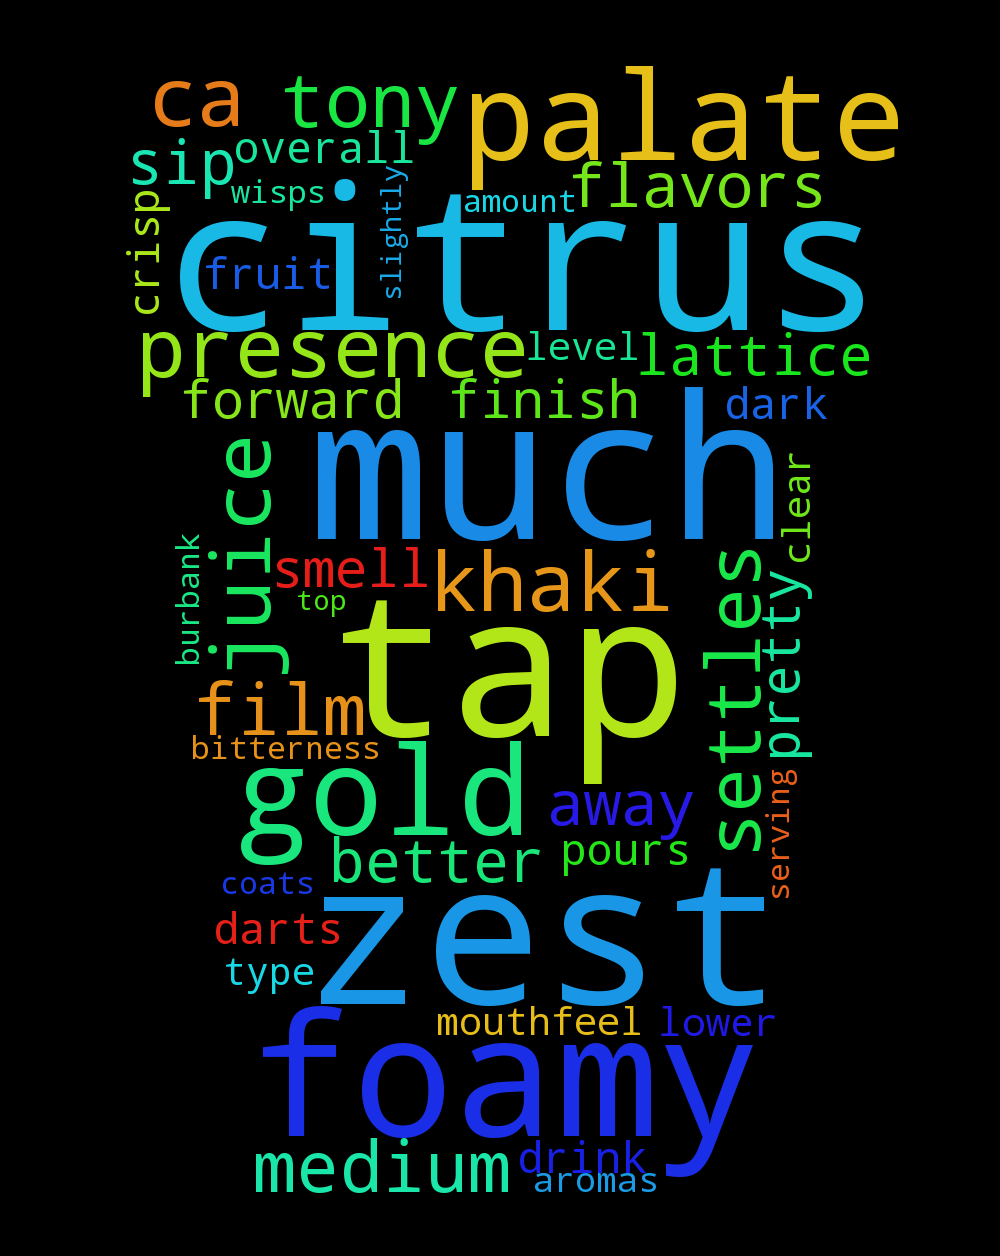 ca tony palate
sip overall
wisps slightly amount flavors
crisp citrus
fruit
presence level lattice
forward finish dark
juice much clear
burbank smell khaki
top tap settles pretty
film
bitterness
gold away serving
better pours
coats zest
darts
type
mouthfeel lower
foamy
medium drink
aromas